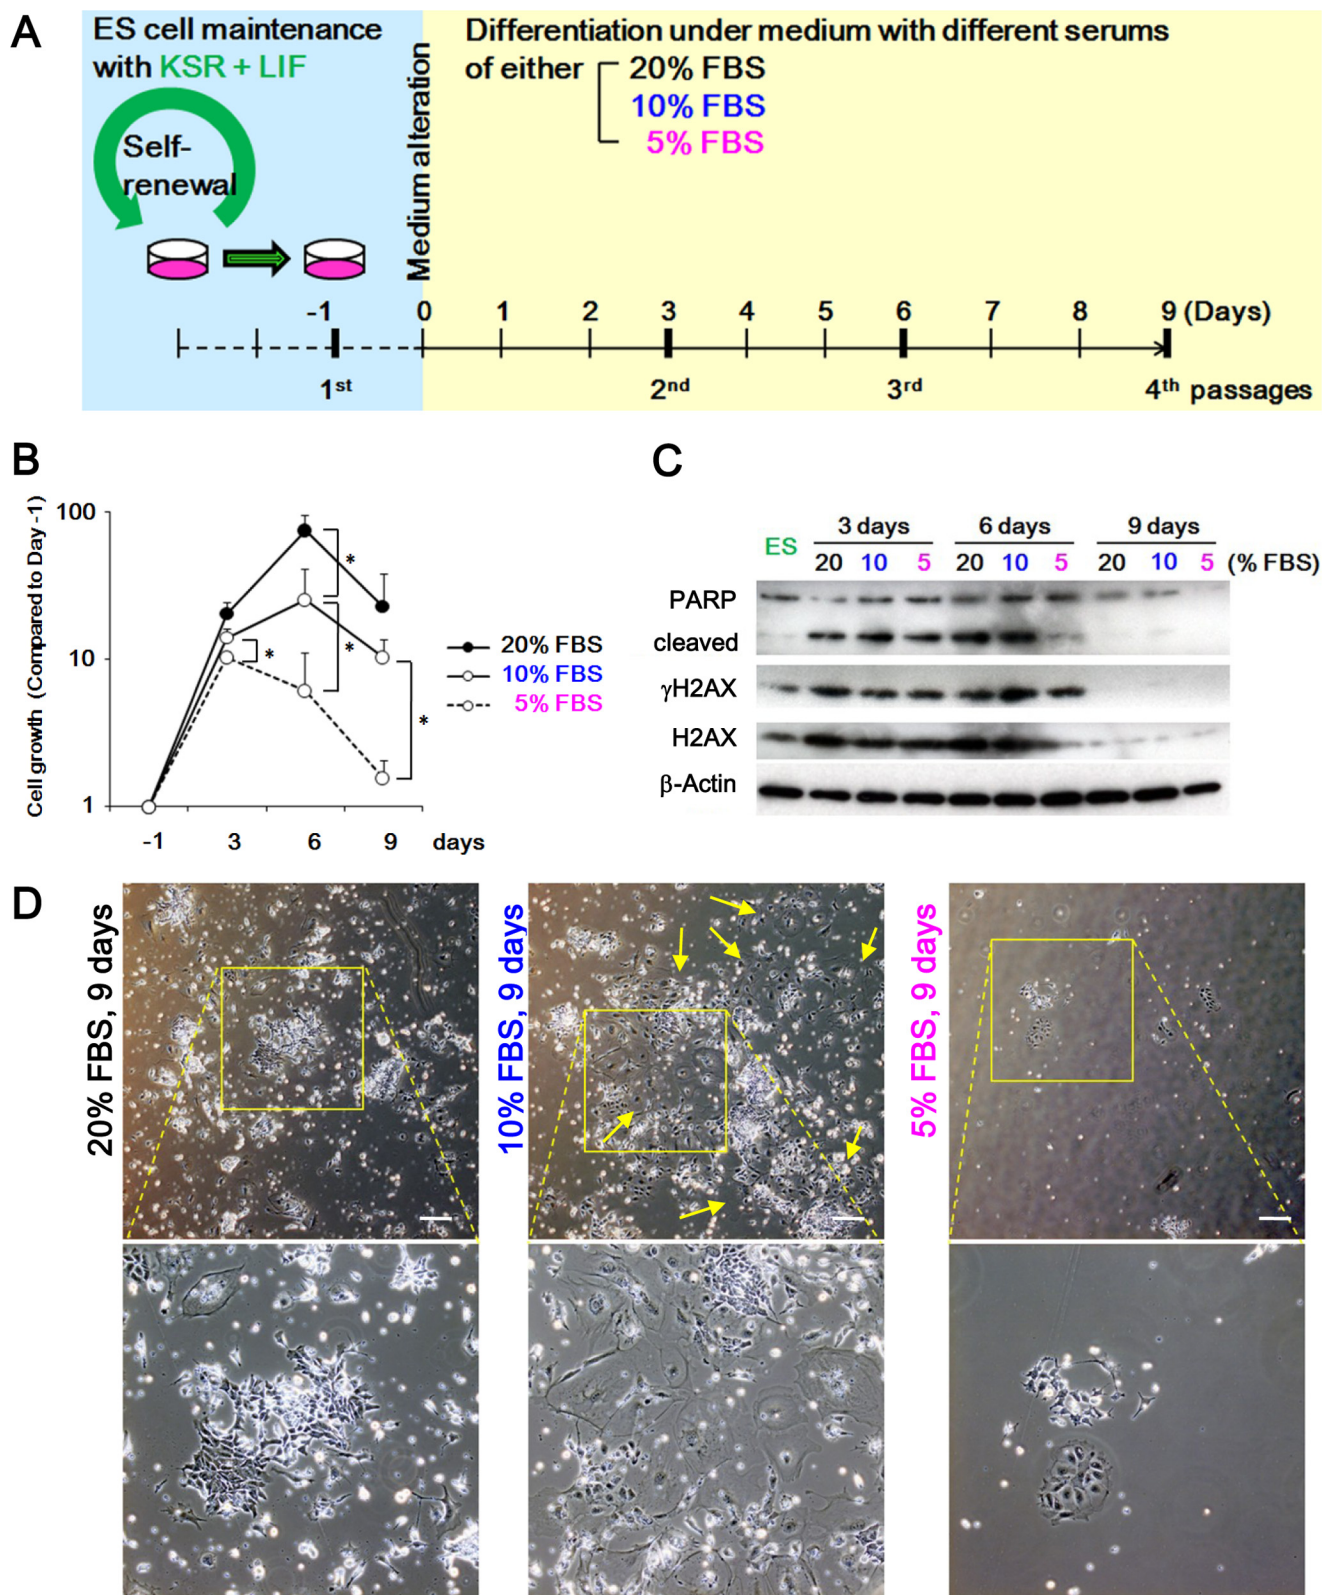 A
ES cell maintenance
with KSR + LIF
Self-
renewal
Medium alteration
Differentiation under medium with different serums
of either
20% FBS
10% FBS
5% FBS
-1 0 1 2 3 4 5 6 7 8 9 (Days)
1st 2nd 3rd 4th passages
B
Cell growth (Compared to Day -1)
100
10
1
* * * *
-1 3 6 9 days
20% FBS
10% FBS
5% FBS
C
3 days 6 days 9 days
ES 20 10 5 20 10 5 20 10 5 (% FBS)
PARP
cleaved
γH2AX
H2AX
β-Actin
D
20% FBS, 9 days
10% FBS, 9 days
5% FBS, 9 days